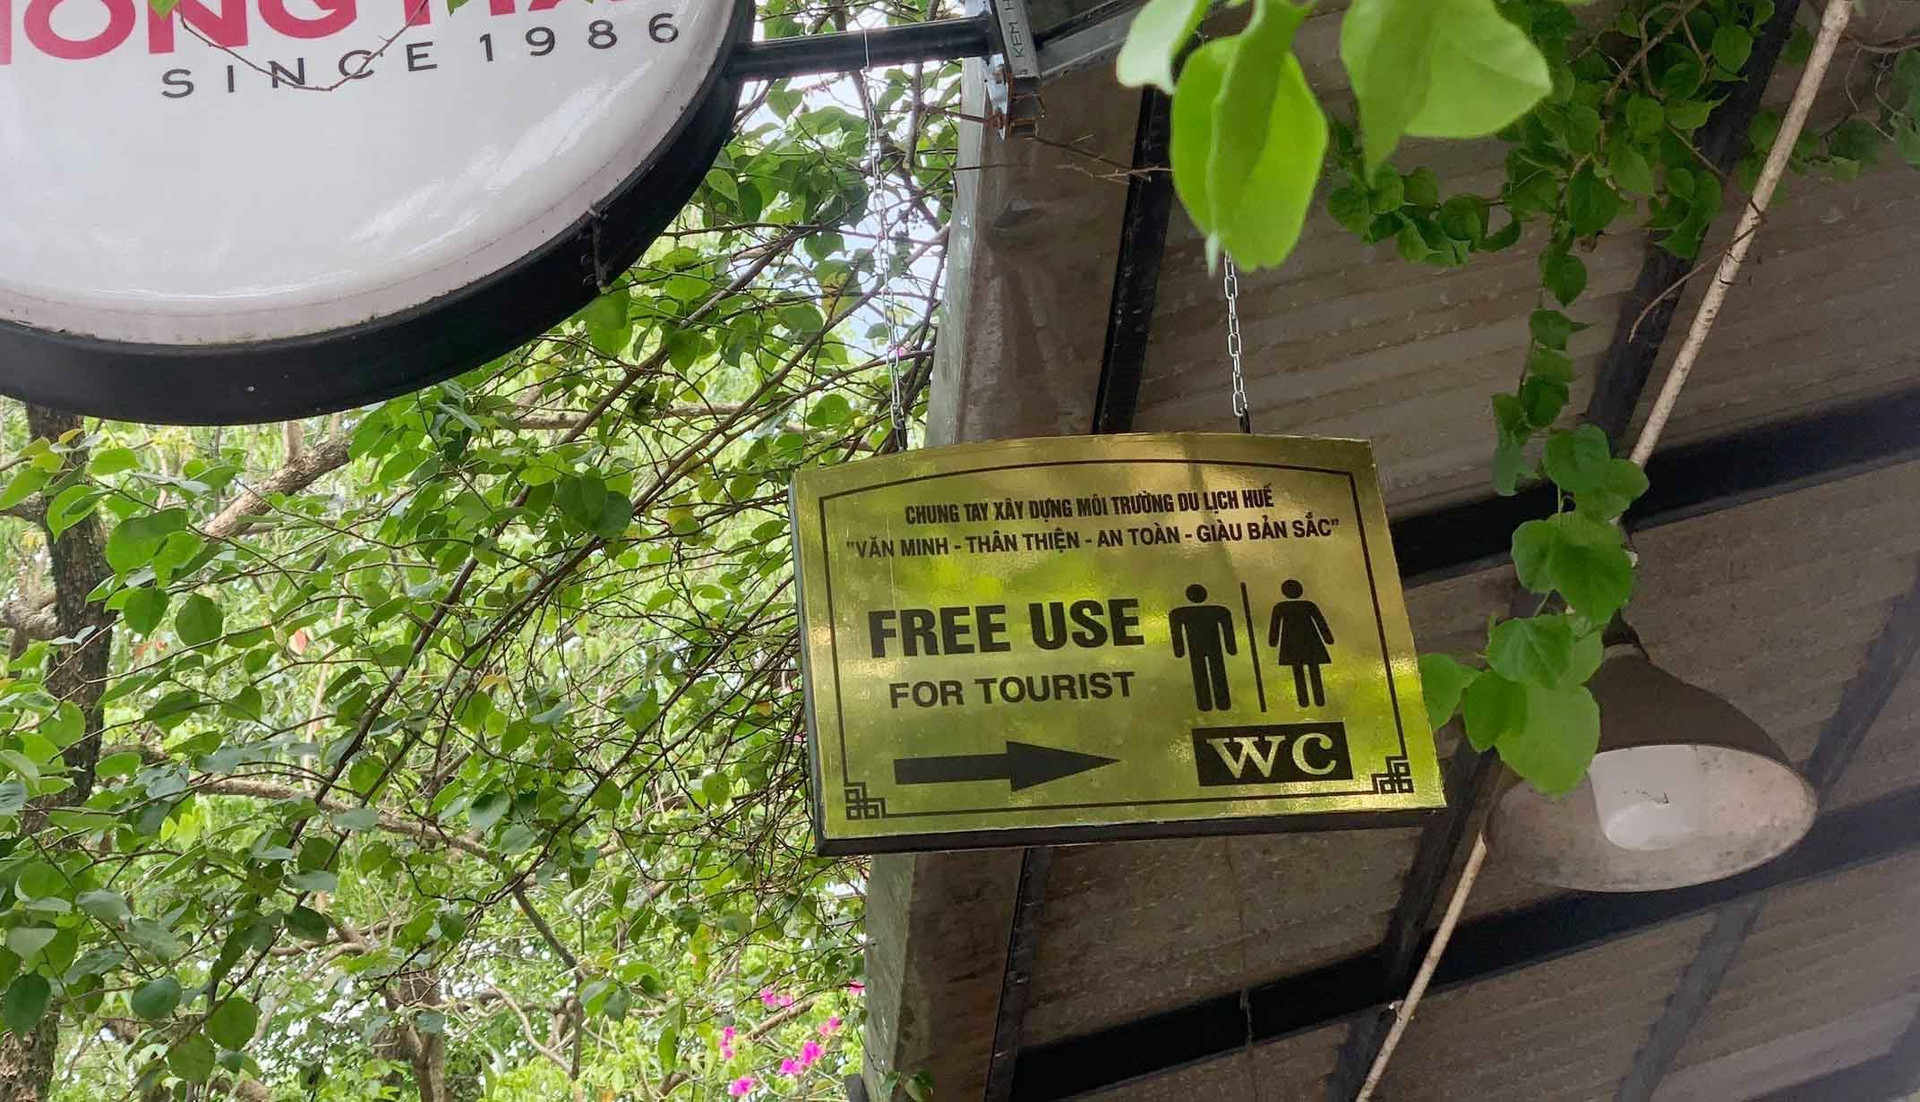 SINCE 1986
CHUNG TAY XÂY DỰNG MÔI TRƯỜNG DU LỊCH HUẾ
"VĂN MINH - THÂN THIỆN - AN TOÀN - GIÀU BẢN SẮC"
FREE USE
FOR TOURIST
WC